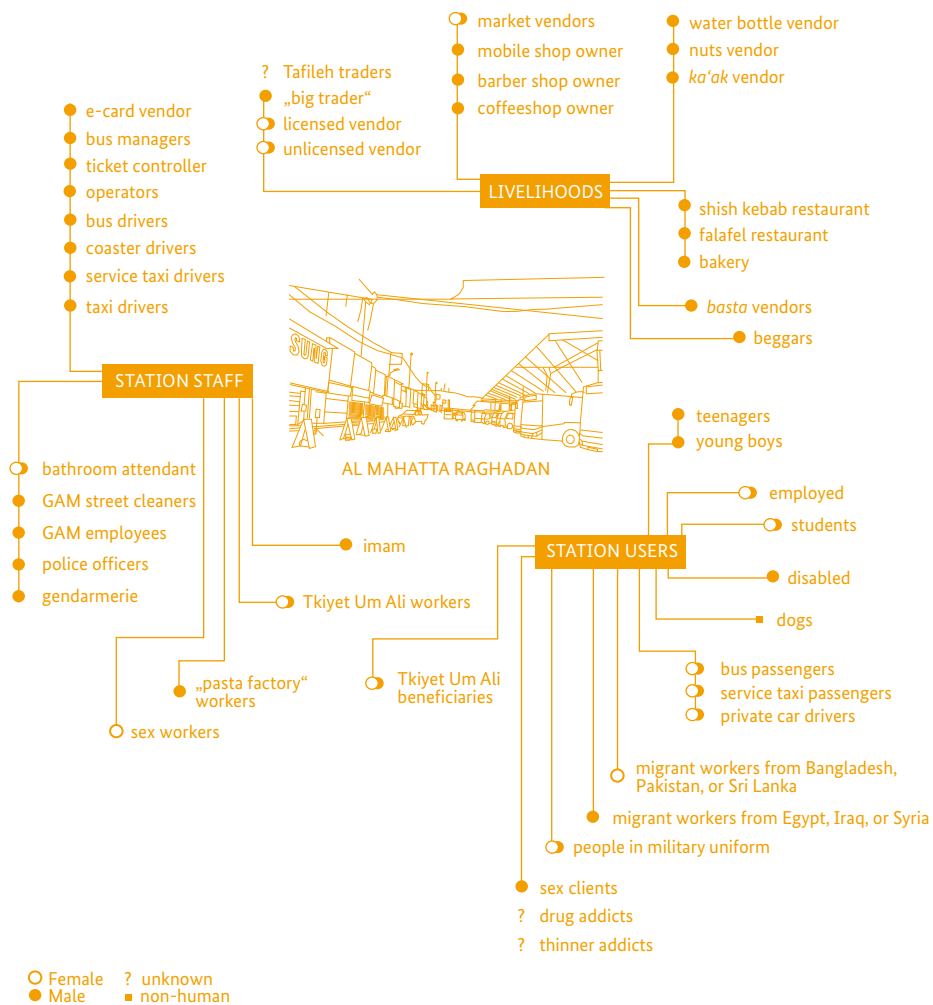 market vendors
mobile shop owner
barber shop owner
coffeeshop owner
water bottle vendor
nuts vendor
ka‘ak vendor
? Tafileh traders
„big trader“
licensed vendor
unlicensed vendor
e-card vendor
bus managers
ticket controller
operators
bus drivers
coaster drivers
service taxi drivers
taxi drivers
LIVELIHOODS
shish kebab restaurant
falafel restaurant
bakery
basta vendors
beggars
SUNG
AL MAHATTA RAGHADAN
STATION STAFF
bathroom attendant
GAM street cleaners
GAM employees
police officers
gendarmerie
imam
Tkiyet Um Ali workers
„pasta factory“
workers
sex workers
teenagers
young boys
employed
students
STATION USERS
disabled
dogs
Tkiyet Um Ali
beneficiaries
bus passengers
service taxi passengers
private car drivers
migrant workers from Bangladesh,
Pakistan, or Sri Lanka
migrant workers from Egypt, Iraq, or Syria
people in military uniform
sex clients
? drug addicts
? thinner addicts
Female ? unknown
Male non-human